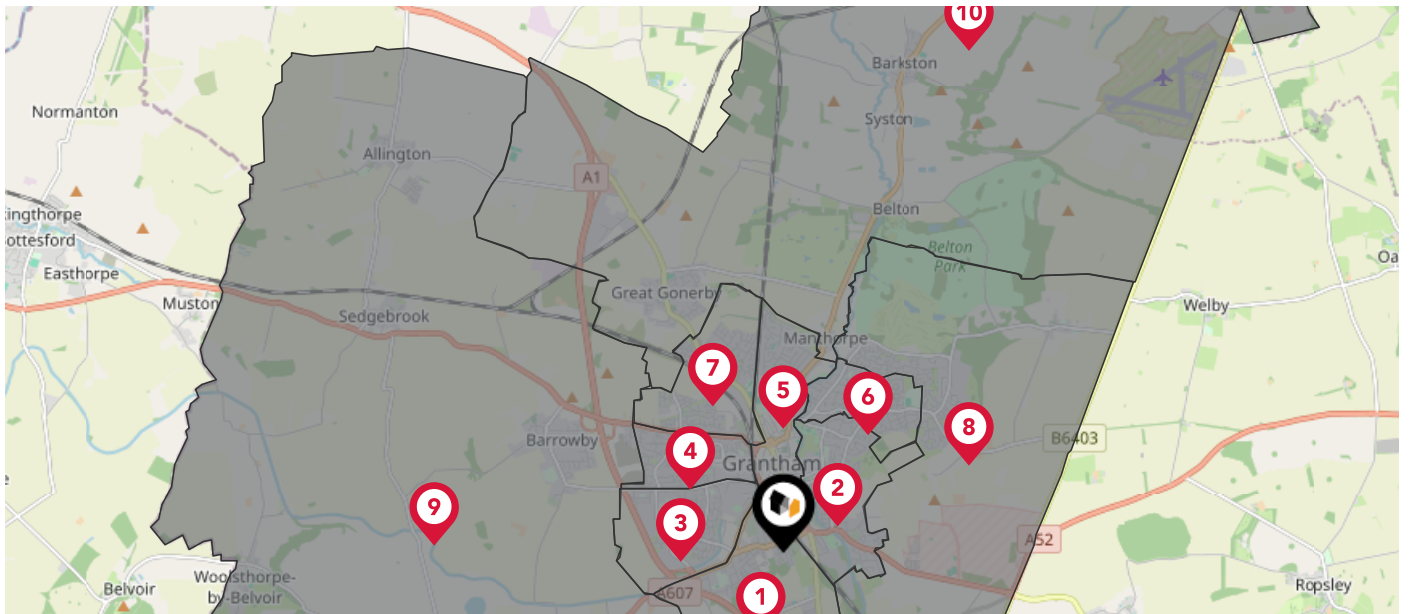 10
Barkston
Normanton
Syston
Allington
A1
Belton
ingthorpe
ottesford
Belton
Park
Oa
Easthorpe
Great Gonerby
Muston
Welby
Sedgebrook
Manthorpe
7
5
6
8
B6403
Barrowby
4
Grantham
2
9
3
A52
Woolsthorpe-
by-Belvoir
Belvoir
A607
1
Ropsley